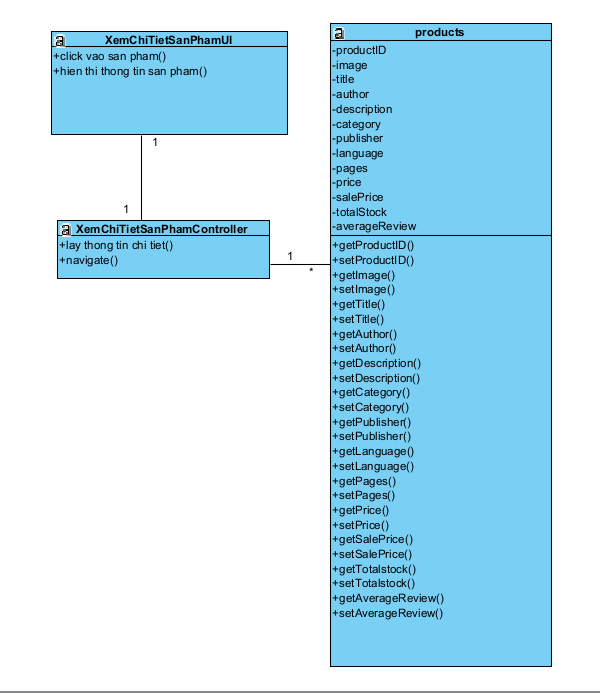 XemChiTietSanPhamUI
+click vao san pham()
+hien thi thong tin san pham()
1
1
XemChiTietSanPhamController
+lay thong tin chi tiet()
+navigate()
1
*
products
-productID
-image
-title
-author
-description
-category
-publisher
-language
-pages
-price
-salePrice
-totalStock
-averageReview
+getProductID()
+setProductID()
+getImage()
+setImage()
+getTitle()
+setTitle()
+getAuthor()
+setAuthor()
+getDescription()
+setDescription()
+getCategory()
+setCategory()
+getPublisher()
+setPublisher()
+getLanguage()
+setLanguage()
+getPages()
+setPages()
+getPrice()
+setPrice()
+getSalePrice()
+setSalePrice()
+getTotalstock()
+setTotalstock()
+getAverageReview()
+setAverageReview()